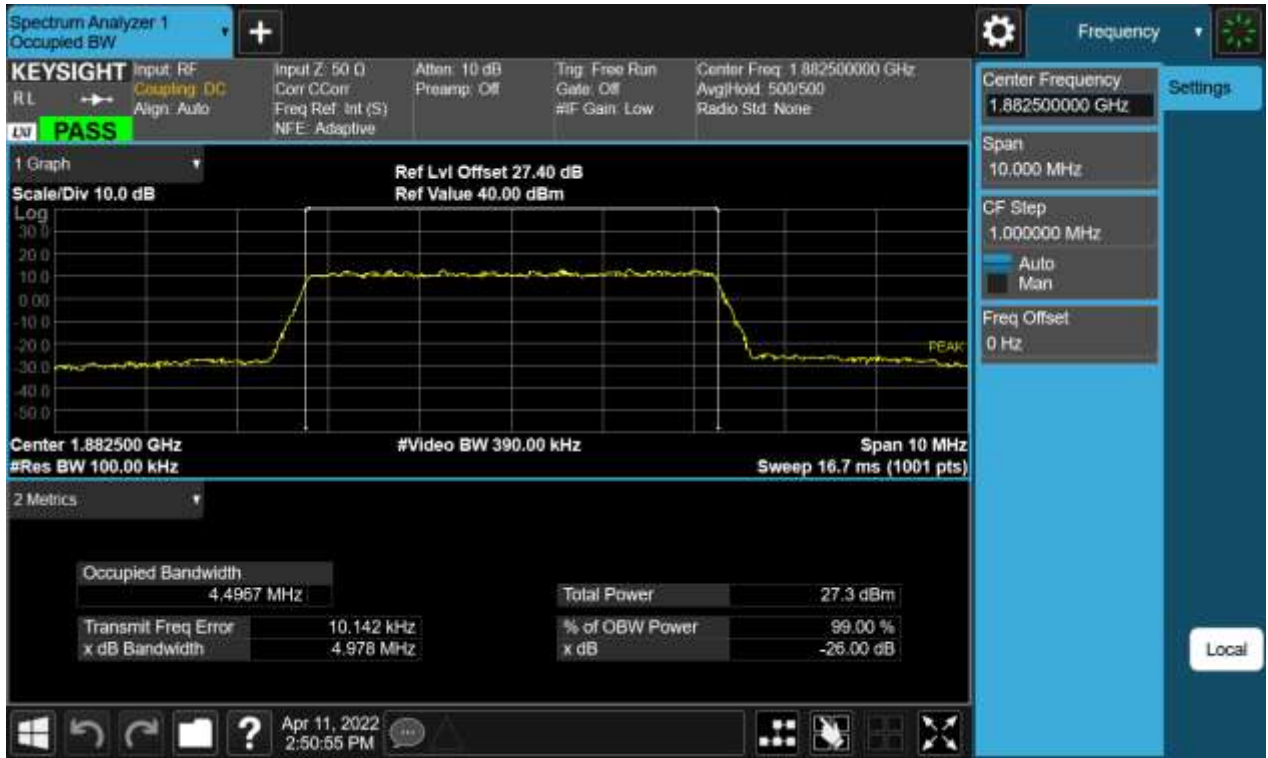 Spectrum Analyzer 1
Occupied BW
+
Frequency
KEYSIGHT
RL
LXI
PASS
Input: RF
Coupling: DC
Align: Auto
Input Z: 50 Ω
Corr CCorr
Freq Ref: Int (S)
NFE: Adaptive
Atten: 10 dB
Preamp: Off
Trig: Free Run
Gate: Off
#IF Gain: Low
Center Freq: 1.882500000 GHz
Avg|Hold: 500/500
Radio Std: None
Center Frequency
1.882500000 GHz
Settings
Span
10.000 MHz
CF Step
1.000000 MHz
Auto
Man
Freq Offset
0 Hz
Local
1 Graph
Scale/Div 10.0 dB
Ref Lvl Offset 27.40 dB
Ref Value 40.00 dBm
Log
30.0
20.0
10.0
0.00
-10.0
-20.0
-30.0
-40.0
-50.0
PEAK
Center 1.882500 GHz
#Video BW 390.00 kHz
Span 10 MHz
#Res BW 100.00 kHz
Sweep 16.7 ms (1001 pts)
2 Metrics
Occupied Bandwidth
4.4967 MHz
Total Power 27.3 dBm
Transmit Freq Error 10.142 kHz
% of OBW Power 99.00 %
x dB Bandwidth 4.978 MHz
x dB -26.00 dB
?
Apr 11, 2022
2:50:55 PM